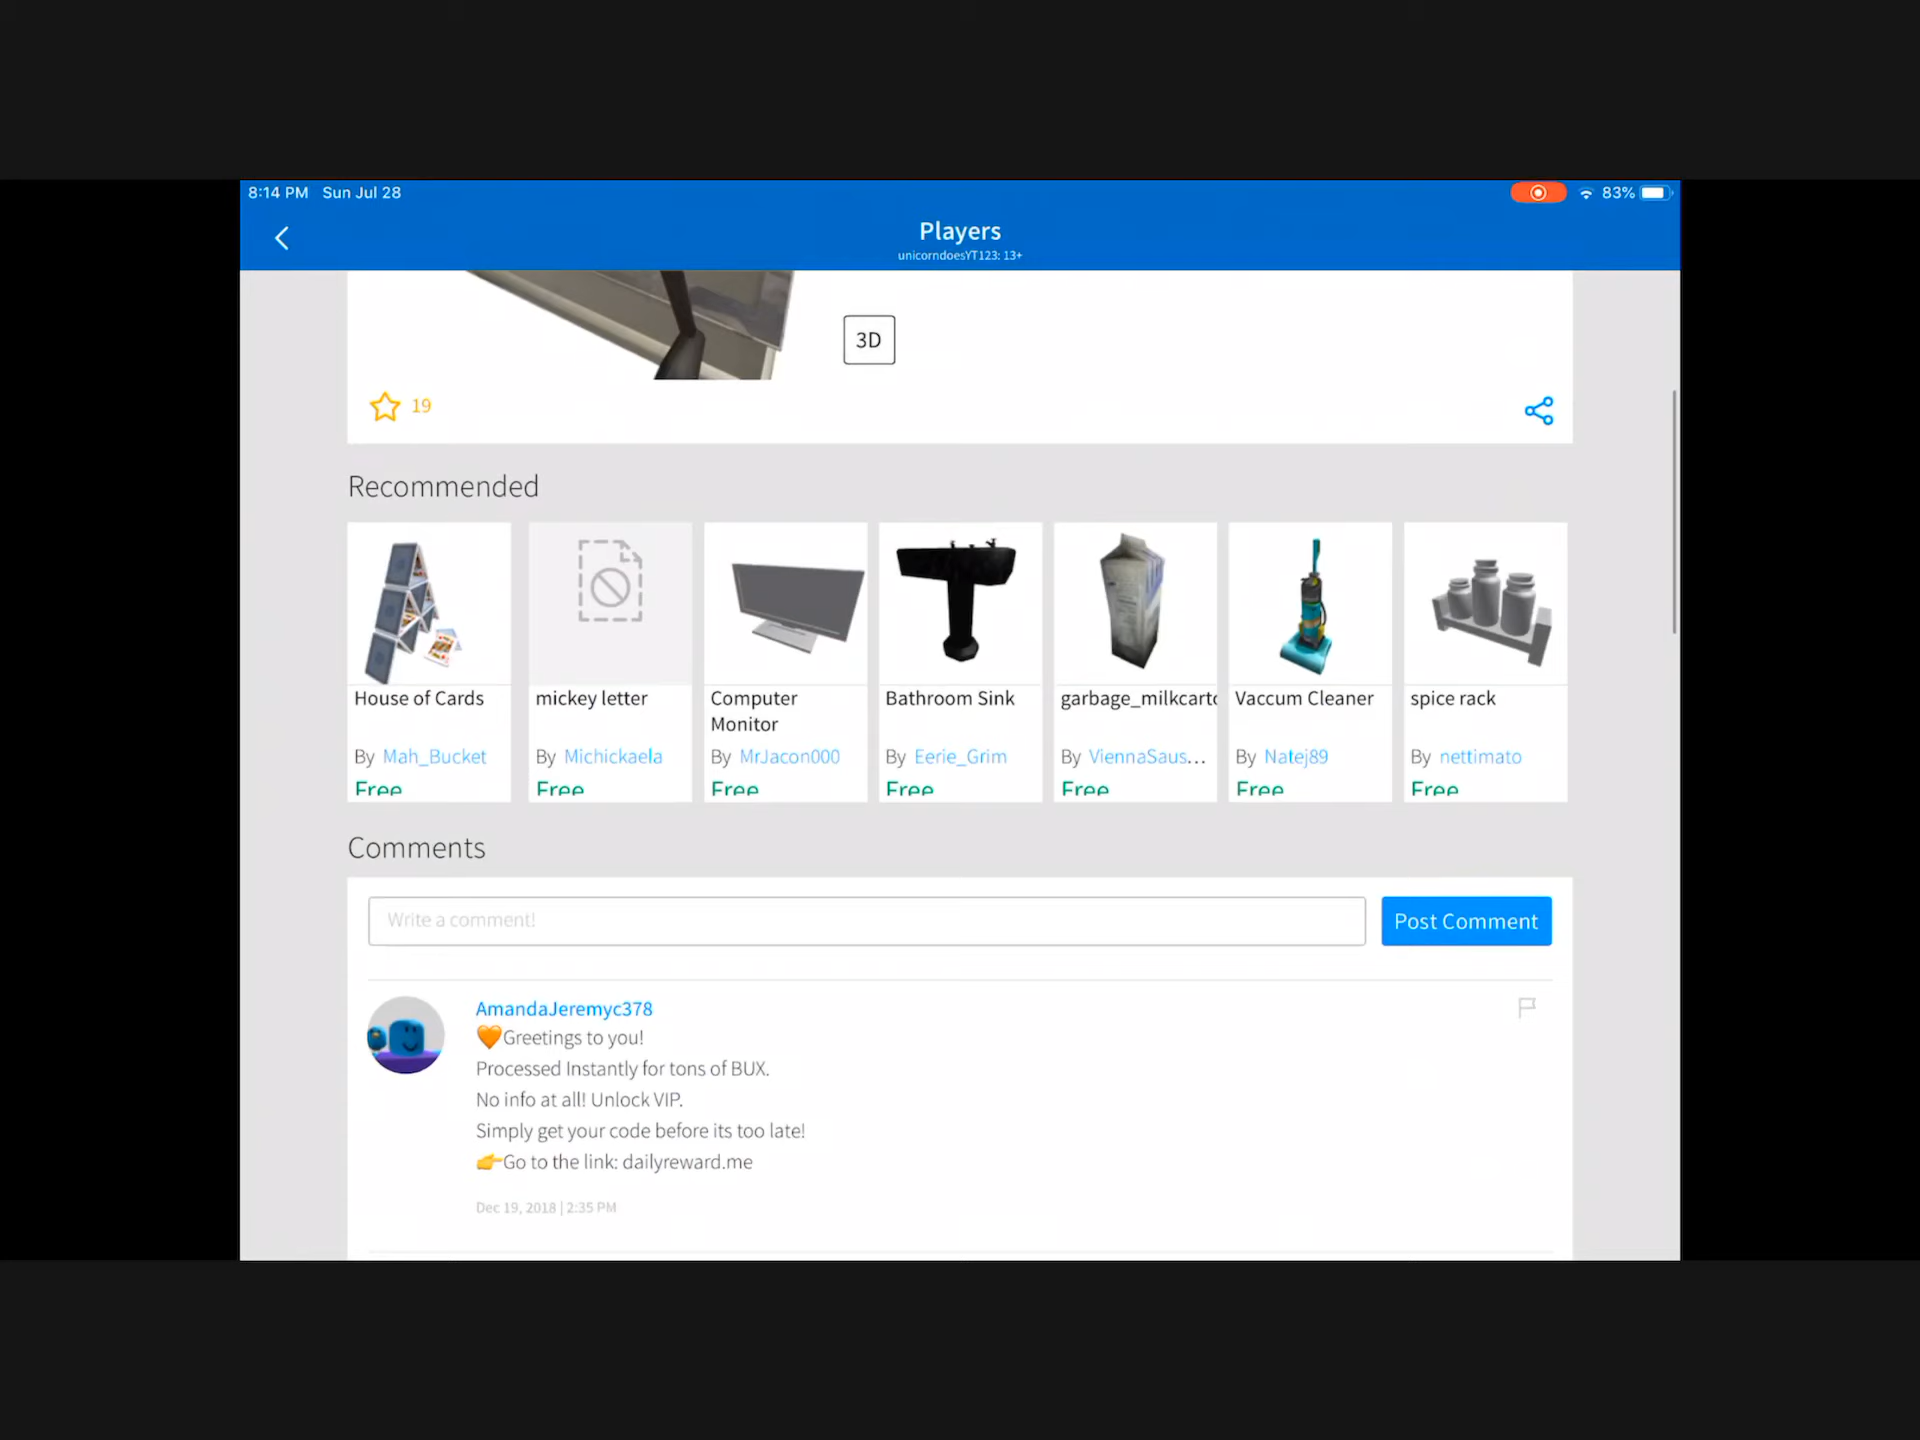 8:14 PM Sun Jul 28
83%
Players
unicorndoesYT123: 13+
3D
19
Recommended
House of Cards
By Mah_Bucket
Free
mickey letter
By Michickaela
Free
Computer
Monitor
By MrJacon000
Free
Bathroom Sink
By Eerie_Grim
Free
garbage_milkcarto
By ViennaSaus...
Free
Vaccum Cleaner
By Natej89
Free
spice rack
By nettimato
Free
Comments
Write a comment!
Post Comment
AmandaJeremyc378
🧡Greetings to you!
Processed Instantly for tons of BUX.
No info at all! Unlock VIP.
Simply get your code before its too late!
👉Go to the link: dailyreward.me
Dec 19, 2018 | 2:35 PM